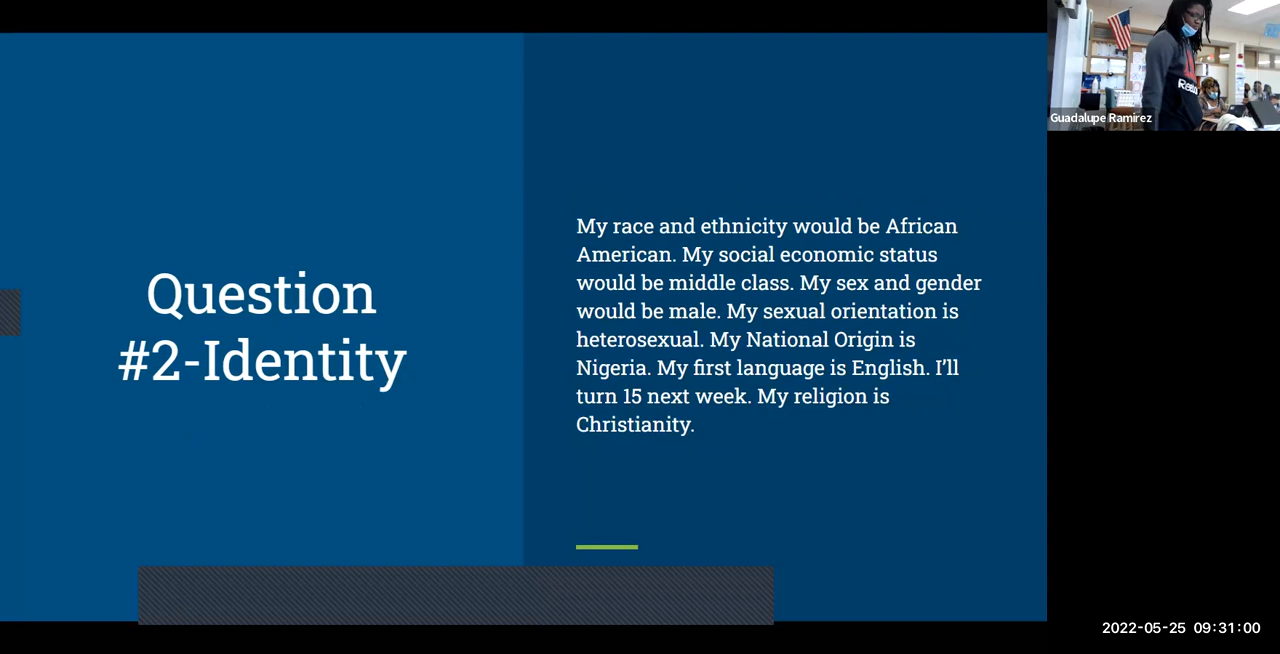 Question
#2-Identity
My race and ethnicity would be African
American. My social economic status
would be middle class. My sex and gender
would be male. My sexual orientation is
heterosexual. My National Origin is
Nigeria. My first language is English. I’ll
turn 15 next week. My religion is
Christianity.
Guadalupe Ramirez
2022-05-25 09:31:00